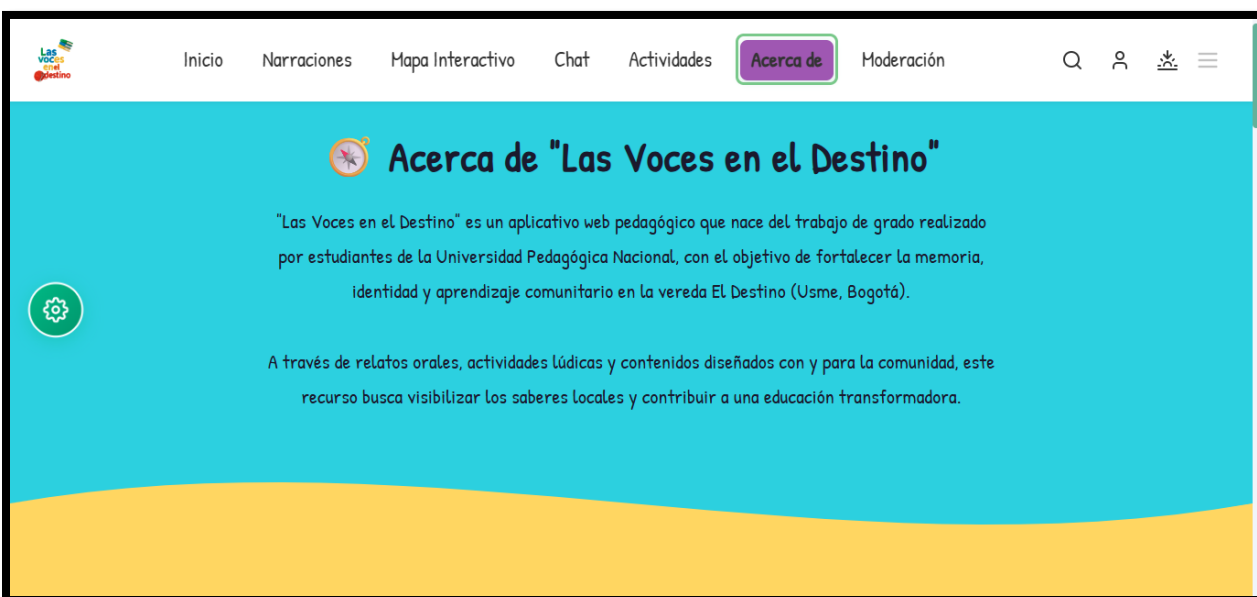 Las
voces
en el
destino
Inicio Narraciones Mapa Interactivo Chat Actividades Acerca de Moderación
Acerca de "Las Voces en el Destino"
"Las Voces en el Destino" es un aplicativo web pedagógico que nace del trabajo de grado realizado
por estudiantes de la Universidad Pedagógica Nacional, con el objetivo de fortalecer la memoria,
identidad y aprendizaje comunitario en la vereda El Destino (Usme, Bogotá).
A través de relatos orales, actividades lúdicas y contenidos diseñados con y para la comunidad, este
recurso busca visibilizar los saberes locales y contribuir a una educación transformadora.